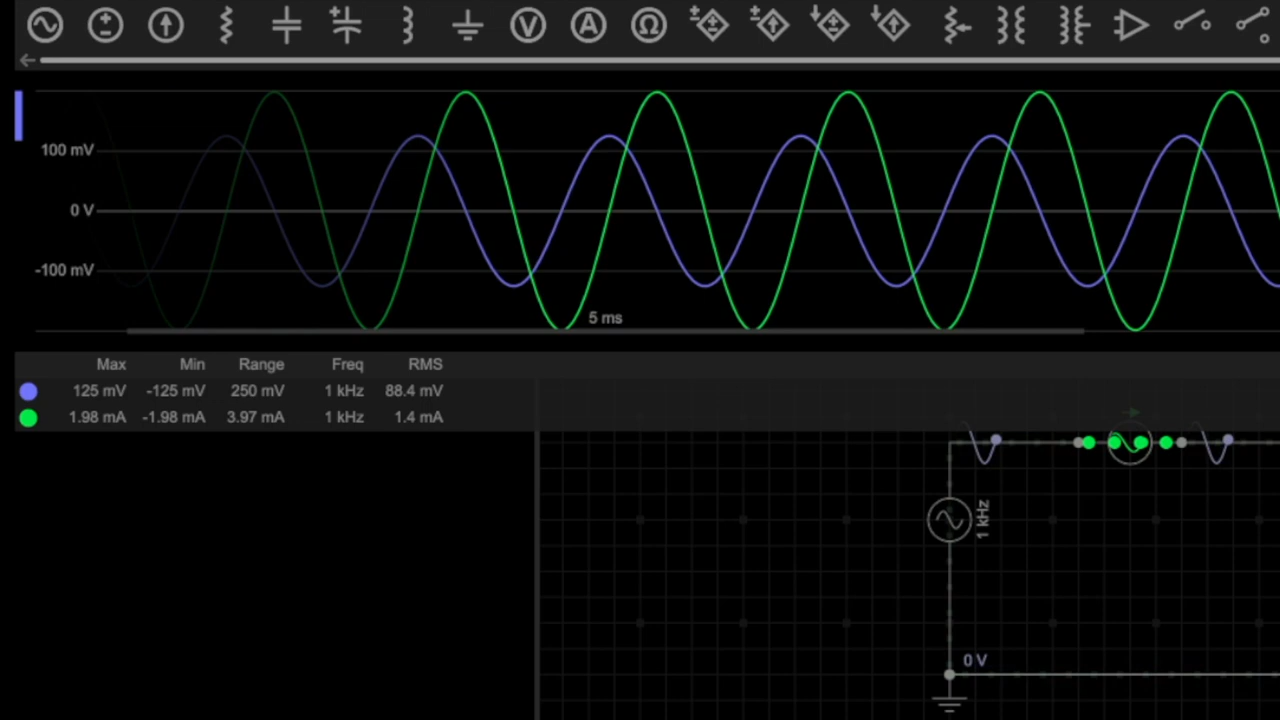 V A Ω
100 mV
0 V
-100 mV
5 ms
Max Min Range Freq RMS
125 mV -125 mV 250 mV 1 kHz 88.4 mV
1.98 mA -1.98 mA 3.97 mA 1 kHz 1.4 mA
1 kHz
0 V